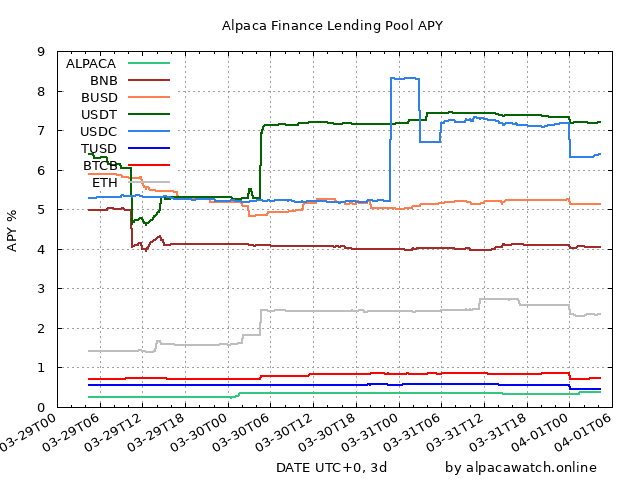 Alpaca Finance Lending Pool APY
APY %
9
8
7
6
5
4
3
2
1
0
ALPACA
BNB
BUSD
USDT
USDC
TUSD
BTCB
ETH
03-29T00
03-29T06
03-29T12
03-29T18
03-30T00
03-30T06
03-30T12
03-30T18
03-31T00
03-31T06
03-31T12
03-31T18
04-01T00
04-01T06
DATE UTC+0, 3d
by alpacawatch.online